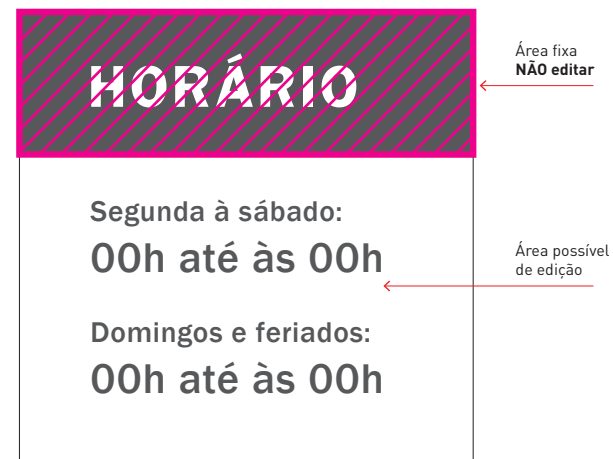 HORÁRIO
Área fixa
NÃO editar
Segunda à sábado:
00h até às 00h
Área possível
de edição
Domingos e feriados:
00h até às 00h